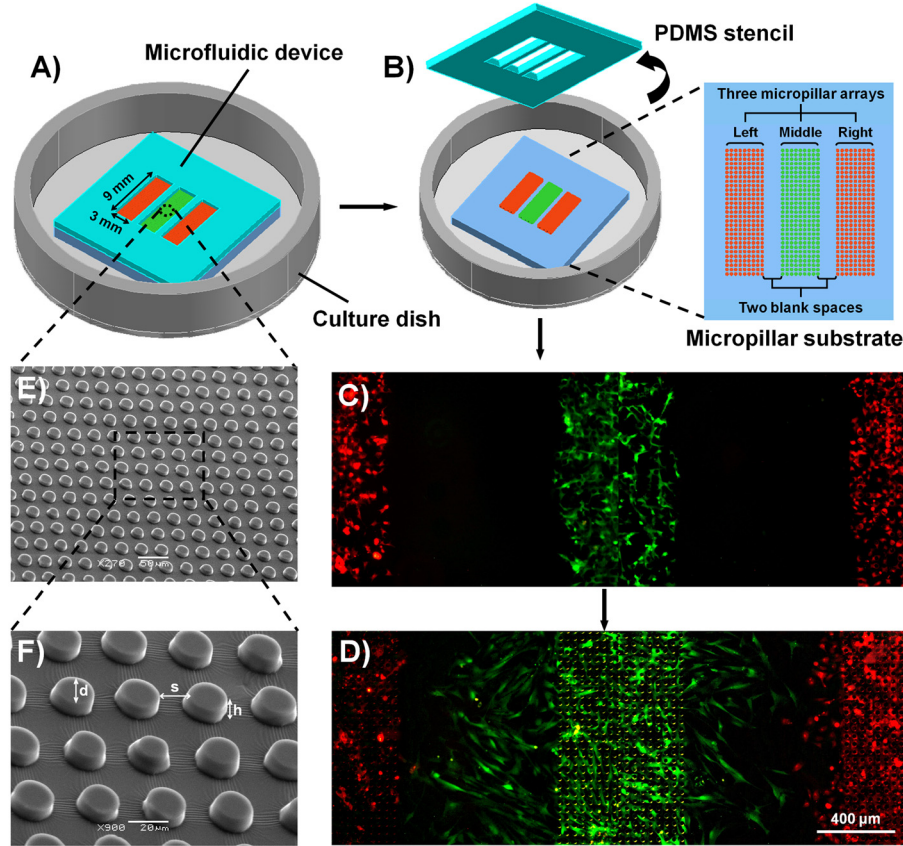 A)
Microfluidic device
9 mm
3 mm
Culture dish
B)
PDMS stencil
Three micropillar arrays
Left Middle Right
Two blank spaces
Micropillar substrate
E)
X270 50μm
C)
F)
d
s
h
X900 20μm
D)
400 μm